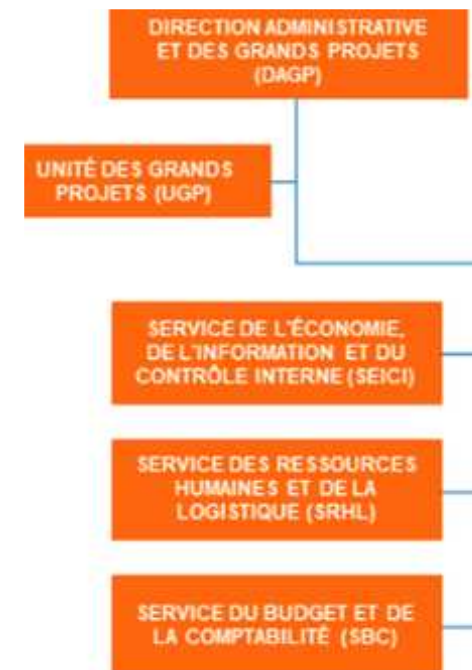 DIRECTION ADMINISTRATIVE
ET DES GRANDS PROJETS
(DAGP)
UNITÉ DES GRANDS
PROJETS (UGP)
SERVICE DE L'ÉCONOMIE,
DE L'INFORMATION ET DU
CONTRÔLE INTERNE (SEICI)
SERVICE DES RESSOURCES
HUMAINES ET DE LA
LOGISTIQUE (SRHL)
SERVICE DU BUDGET ET DE
LA COMPTABILITÉ (SBC)